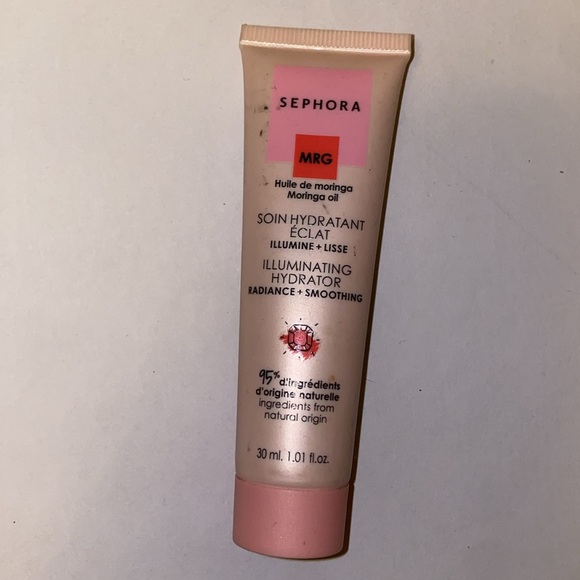 SEPHORA
MRG
Huile de moringa
Moringa oil
SOIN HYDRATANT
ÉCLAT
ILLUMINE + LISSE
ILLUMINATING
HYDRATOR
RADIANCE + SMOOTHING
95% d'ingrédients
d'origine naturelle
ingredients from
natural origin
30 ml. 1.01 fl.oz.